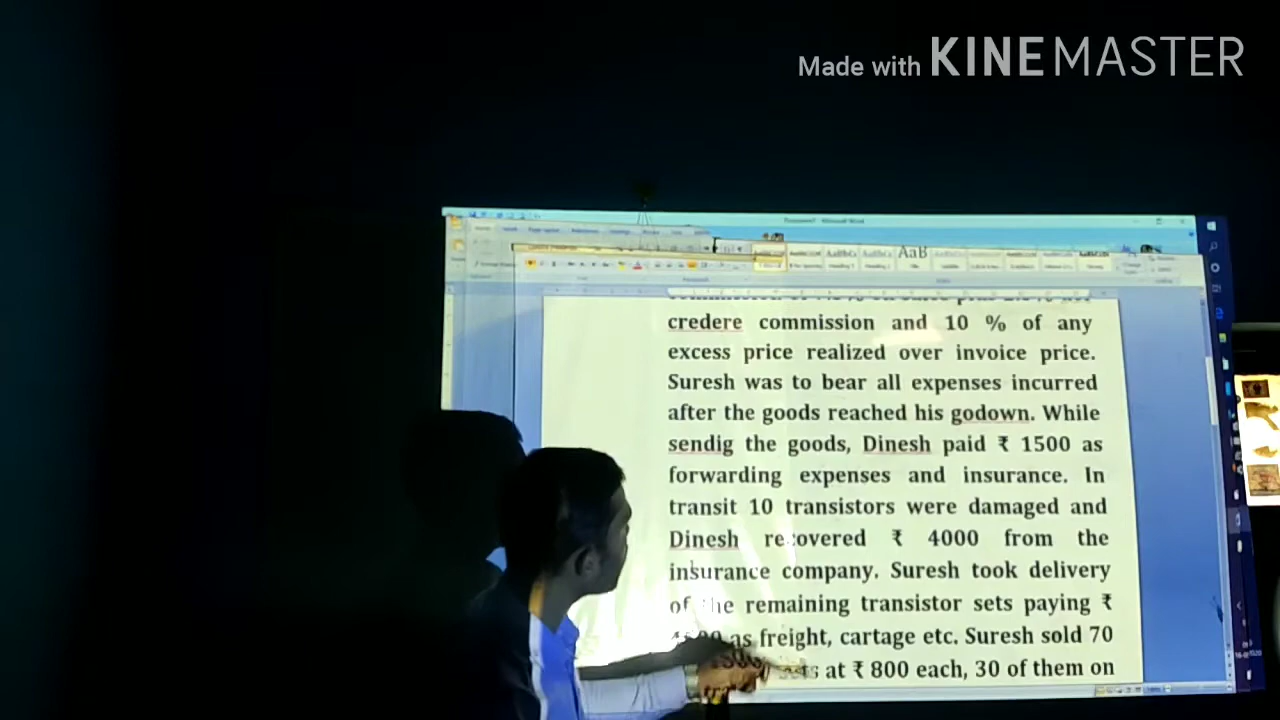 Made with KINEMASTER
credere commission and 10 % of any
excess price realized over invoice price.
Suresh was to bear all expenses incurred
after the goods reached his godown. While
sendig the goods, Dinesh paid ₹ 1500 as
forwarding expenses and insurance. In
transit 10 transistors were damaged and
Dinesh recovered ₹ 4000 from the
insurance company. Suresh took delivery
of the remaining transistor sets paying ₹
as freight, cartage etc. Suresh sold 70
sets at ₹ 800 each, 30 of them on